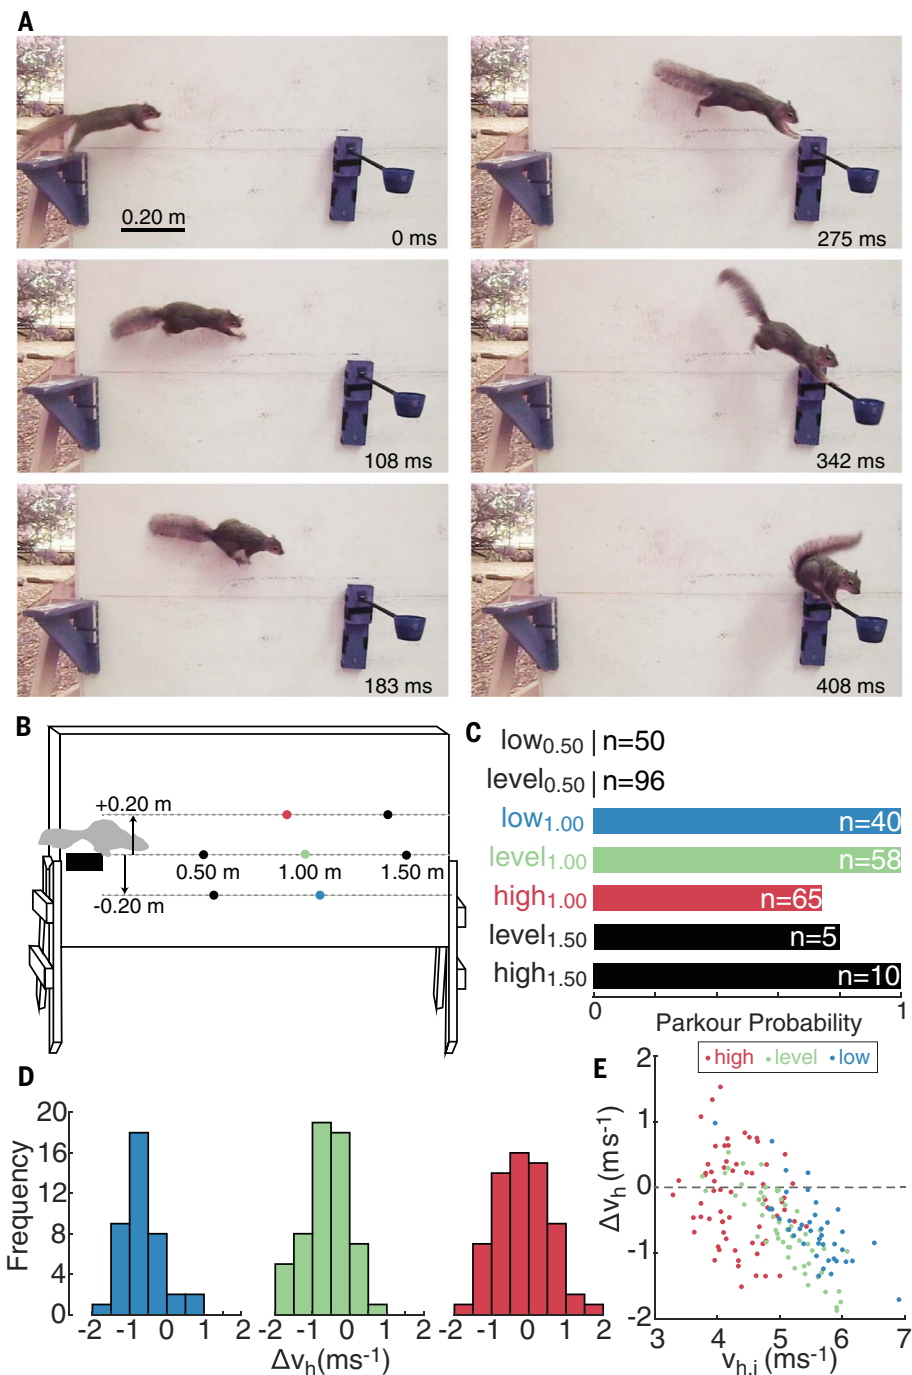 A
0.20 m
0 ms
275 ms
108 ms
342 ms
183 ms
408 ms
B
+0.20 m
0.50 m 1.00 m 1.50 m
-0.20 m
C
low0.50 n=50
level0.50 n=96
low1.00 n=40
level1.00 n=58
high1.00 n=65
level1.50 n=5
high1.50 n=10
0 1
Parkour Probability
D
Frequency
20
16
12
8
4
0
-2 -1 0 1 2
-2 -1 0 1 2
-2 -1 0 1 2
Δvh(ms-1)
E
high level low
Δvh (ms-1)
2
1
0
-1
-2
3 4 5 6 7
vh,i (ms-1)